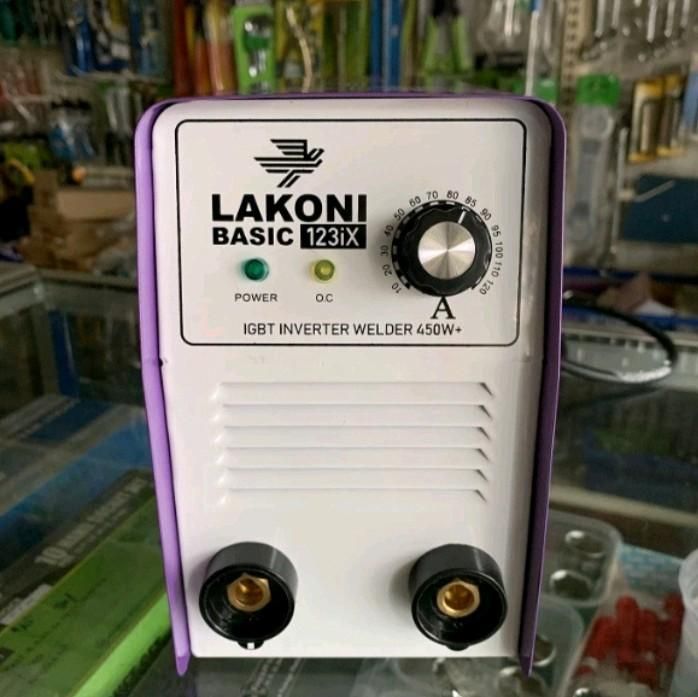 LAKONI
BASIC 123iX
POWER
O.C
10 20 30 40 50 60 70 80 85 90 95 100 110 120
A
IGBT INVERTER WELDER 450W+